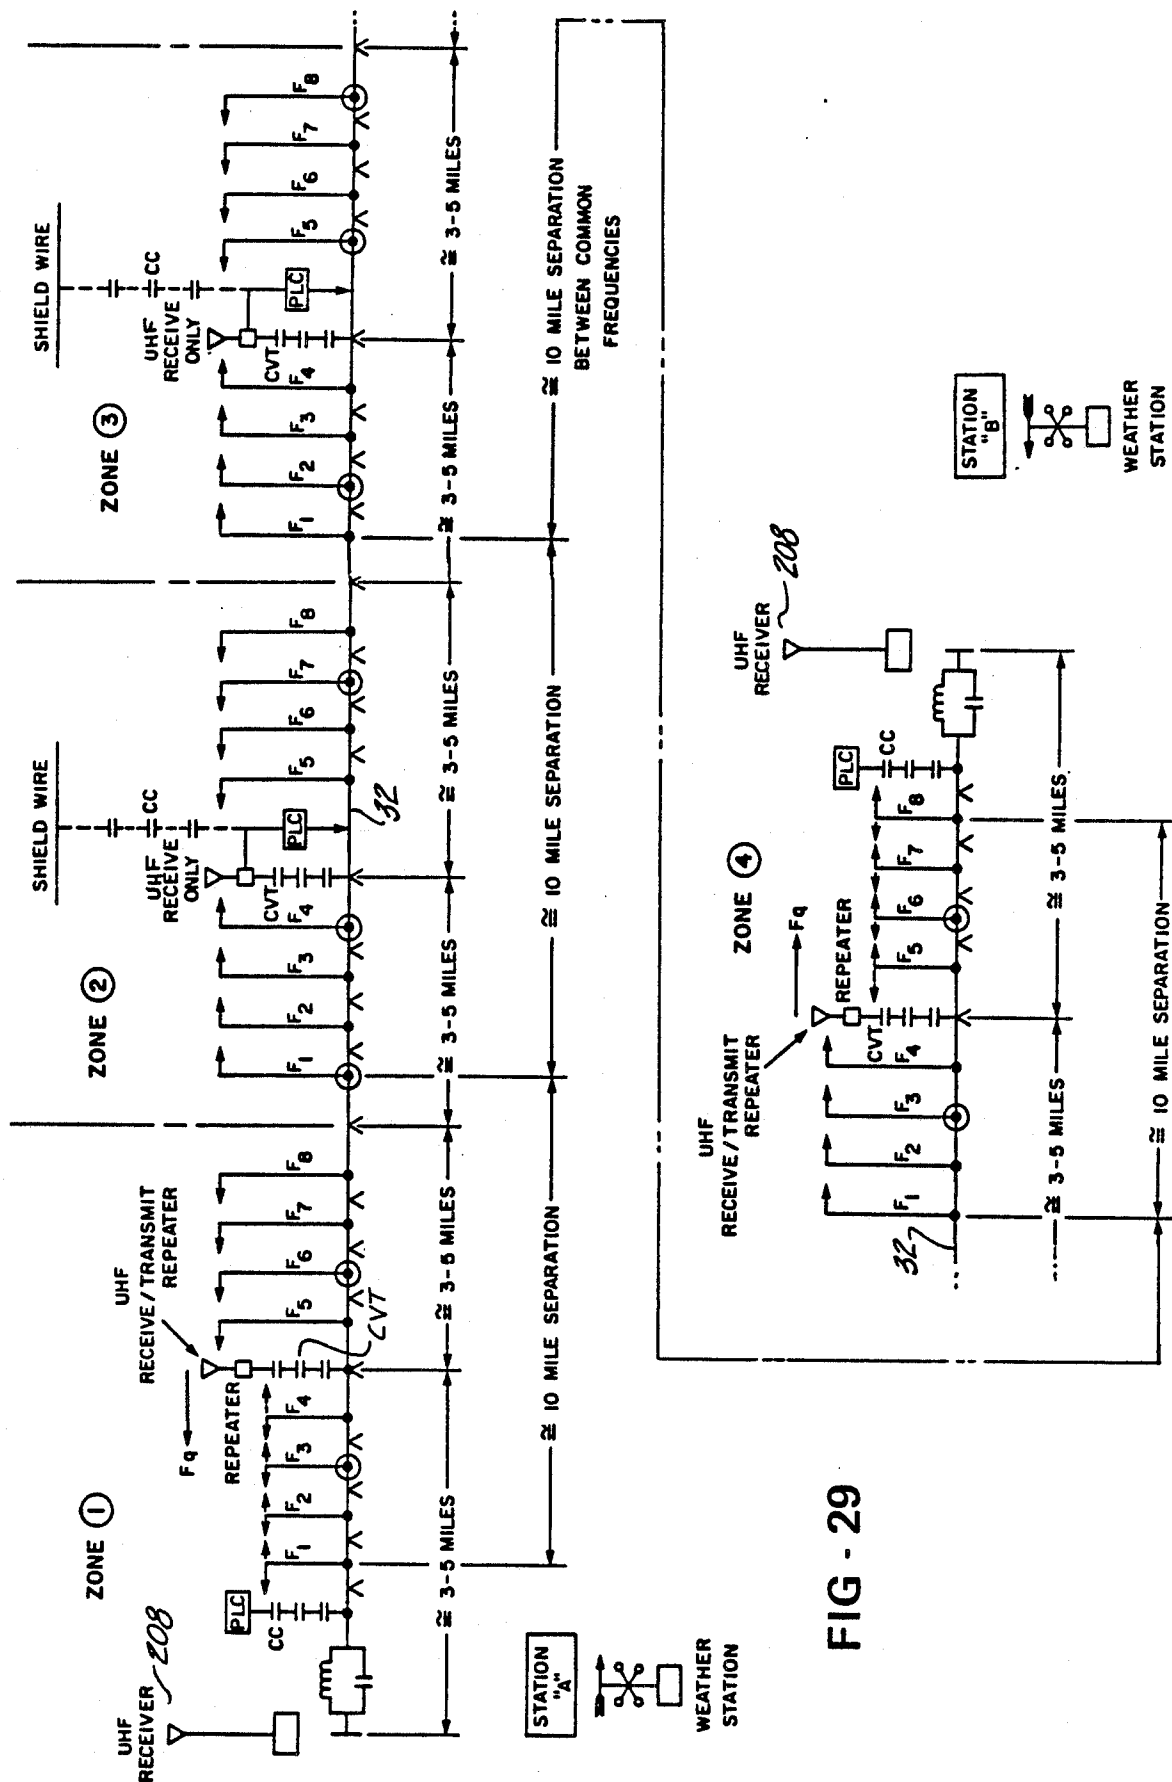 UHF
RECEIVER
208
ZONE 1
PLC
CC
F1
F2
F3
F4
Fq
REPEATER
UHF
RECEIVE/TRANSMIT
REPEATER
CVT
F5
F6
F7
F8
≅ 3-5 MILES
≅ 3-5 MILES
≅ 10 MILE SEPARATION
STATION
"A"
WEATHER
STATION
ZONE 2
SHIELD WIRE
CC
UHF
RECEIVE
ONLY
PLC
CVT
F1
F2
F3
F4
F5
F6
F7
F8
32
≅ 3-5 MILES
≅ 3-5 MILES
≅ 10 MILE SEPARATION
ZONE 3
SHIELD WIRE
CC
UHF
RECEIVE
ONLY
PLC
CVT
F1
F2
F3
F4
F5
F6
F7
F8
≅ 3-5 MILES
≅ 3-5 MILES
≅ 10 MILE SEPARATION
BETWEEN COMMON
FREQUENCIES
ZONE 4
UHF
RECEIVE/TRANSMIT
REPEATER
Fq
REPEATER
CVT
F1
F2
F3
F4
F5
F6
F7
F8
PLC
CC
32
UHF
RECEIVER
208
≅ 3-5 MILES
≅ 3-5 MILES
≅ 10 MILE SEPARATION
STATION
"B"
WEATHER
STATION
FIG - 29